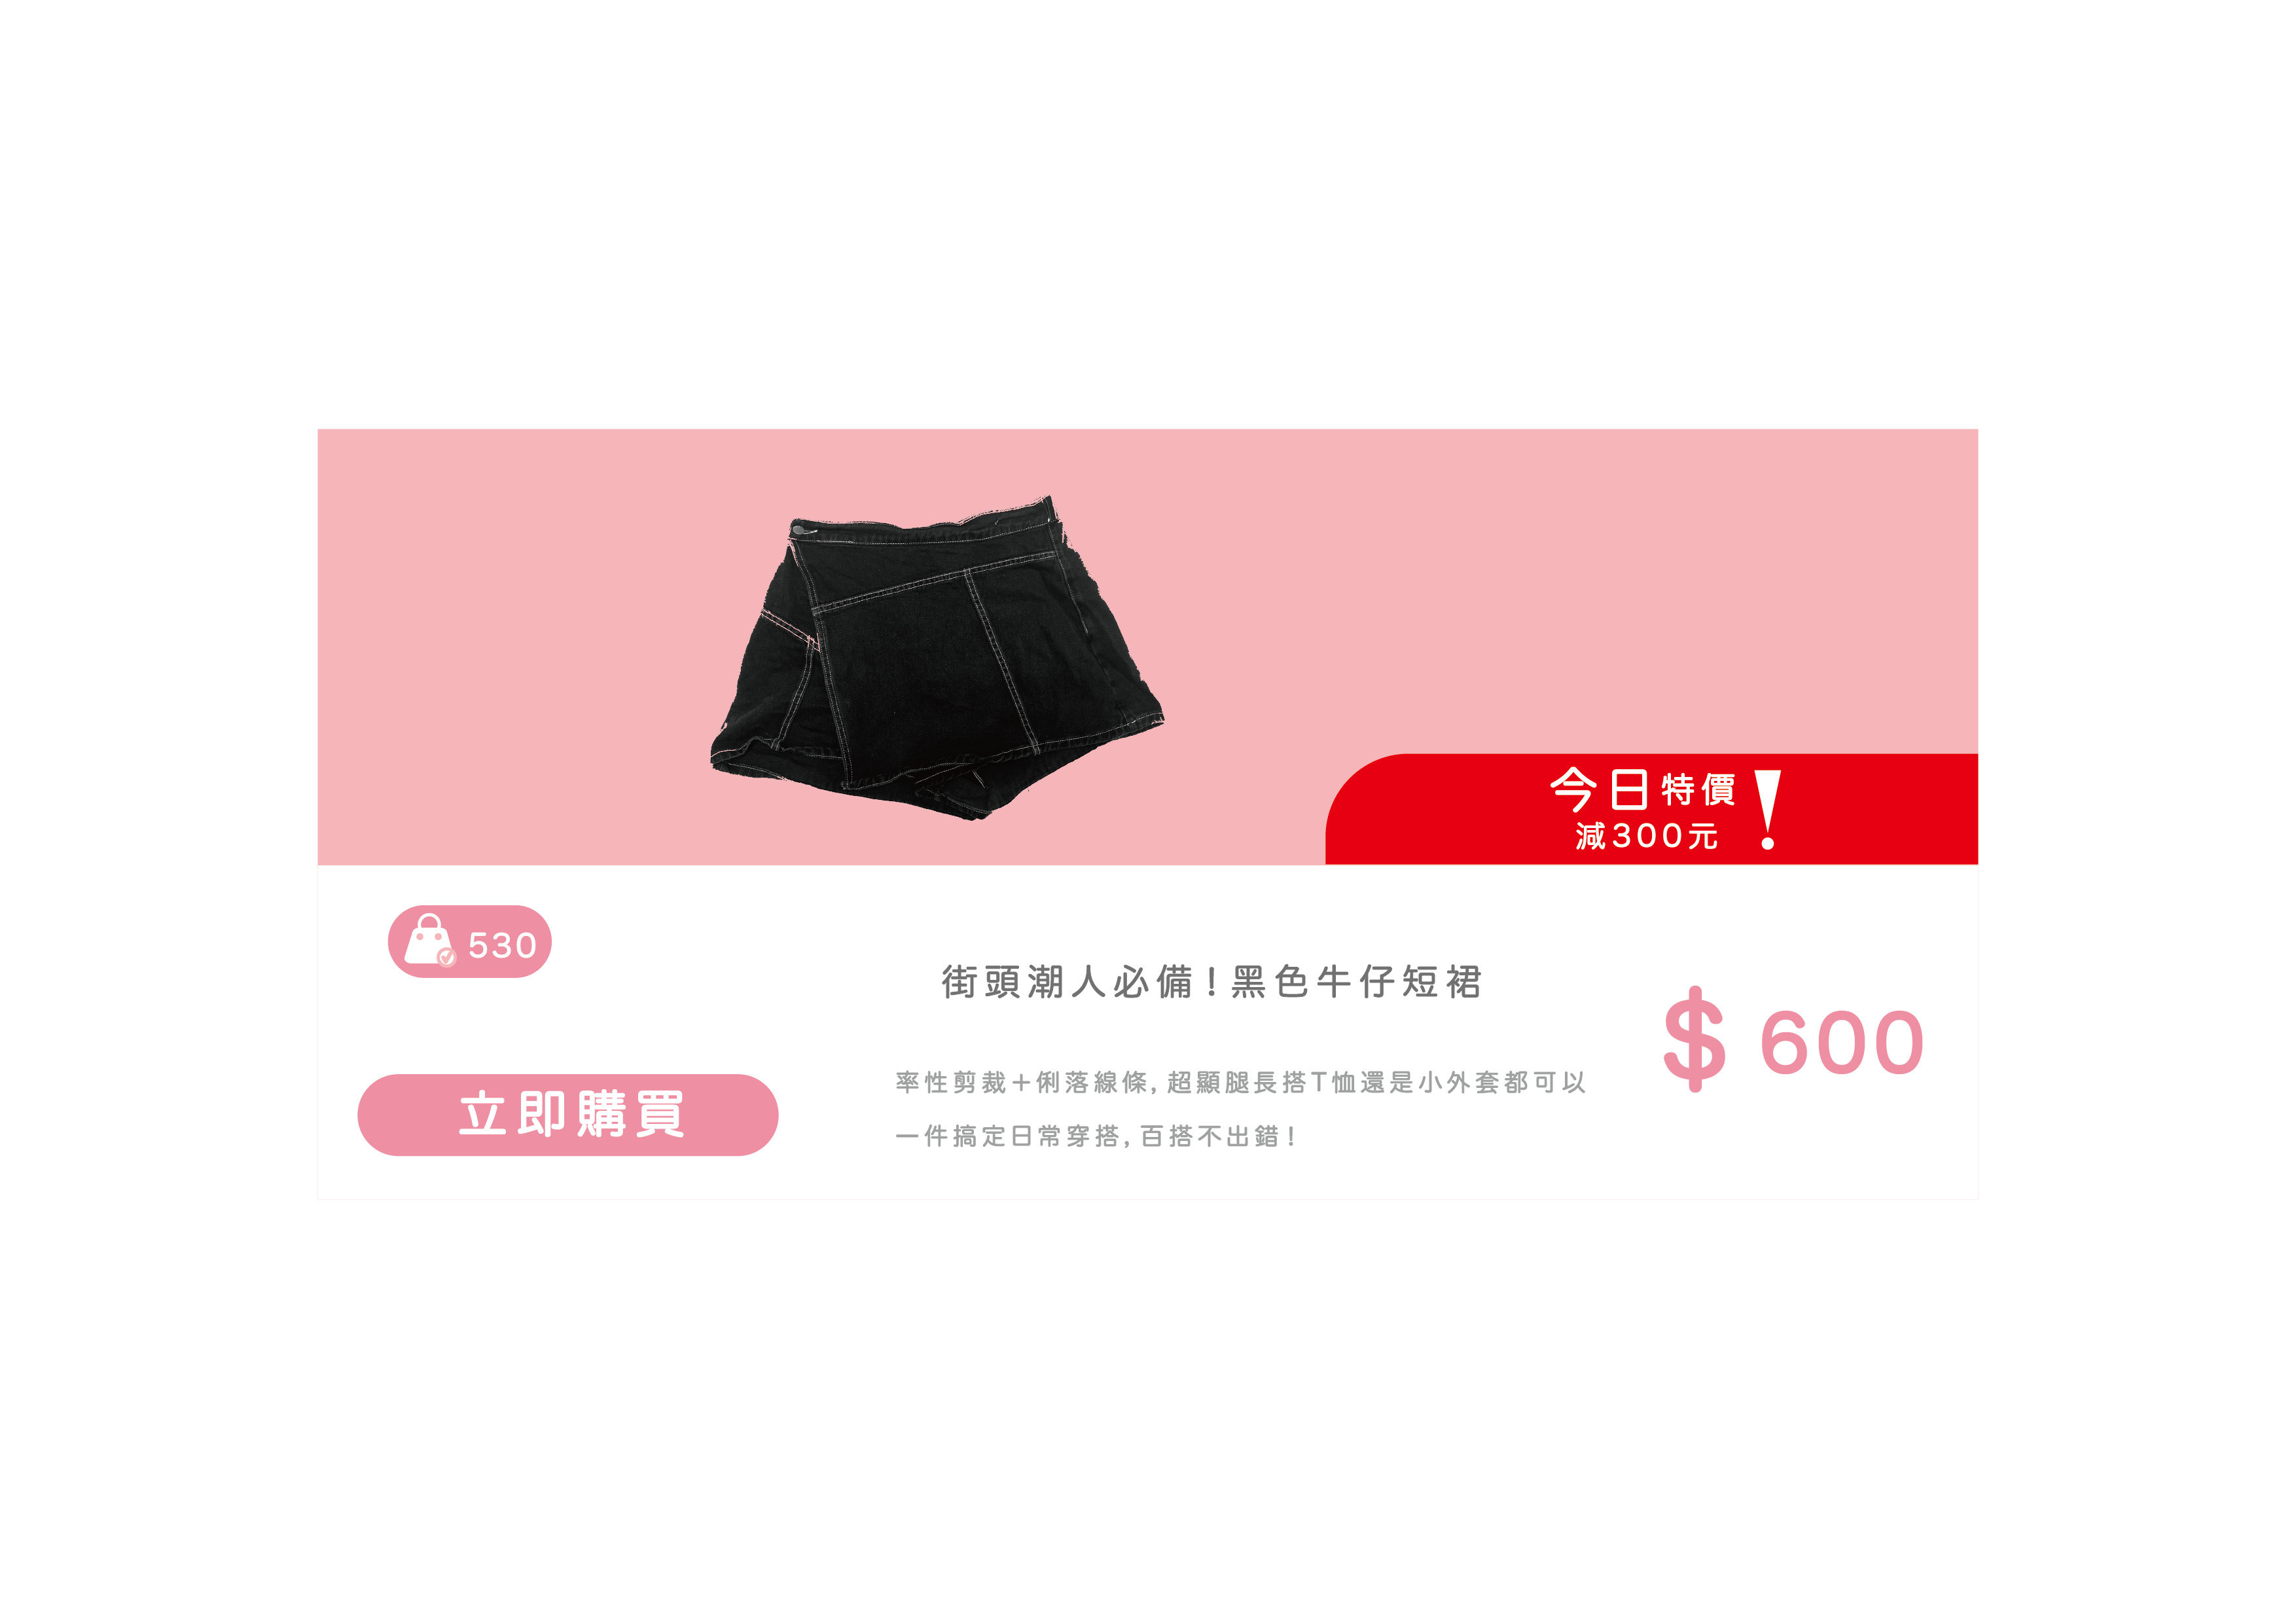 今日特價!
減300元
530
街頭潮人必備!黑色牛仔短裙
$ 600
率性剪裁+俐落線條,超顯腿長搭T恤還是小外套都可以
一件搞定日常穿搭,百搭不出錯!
立即購買